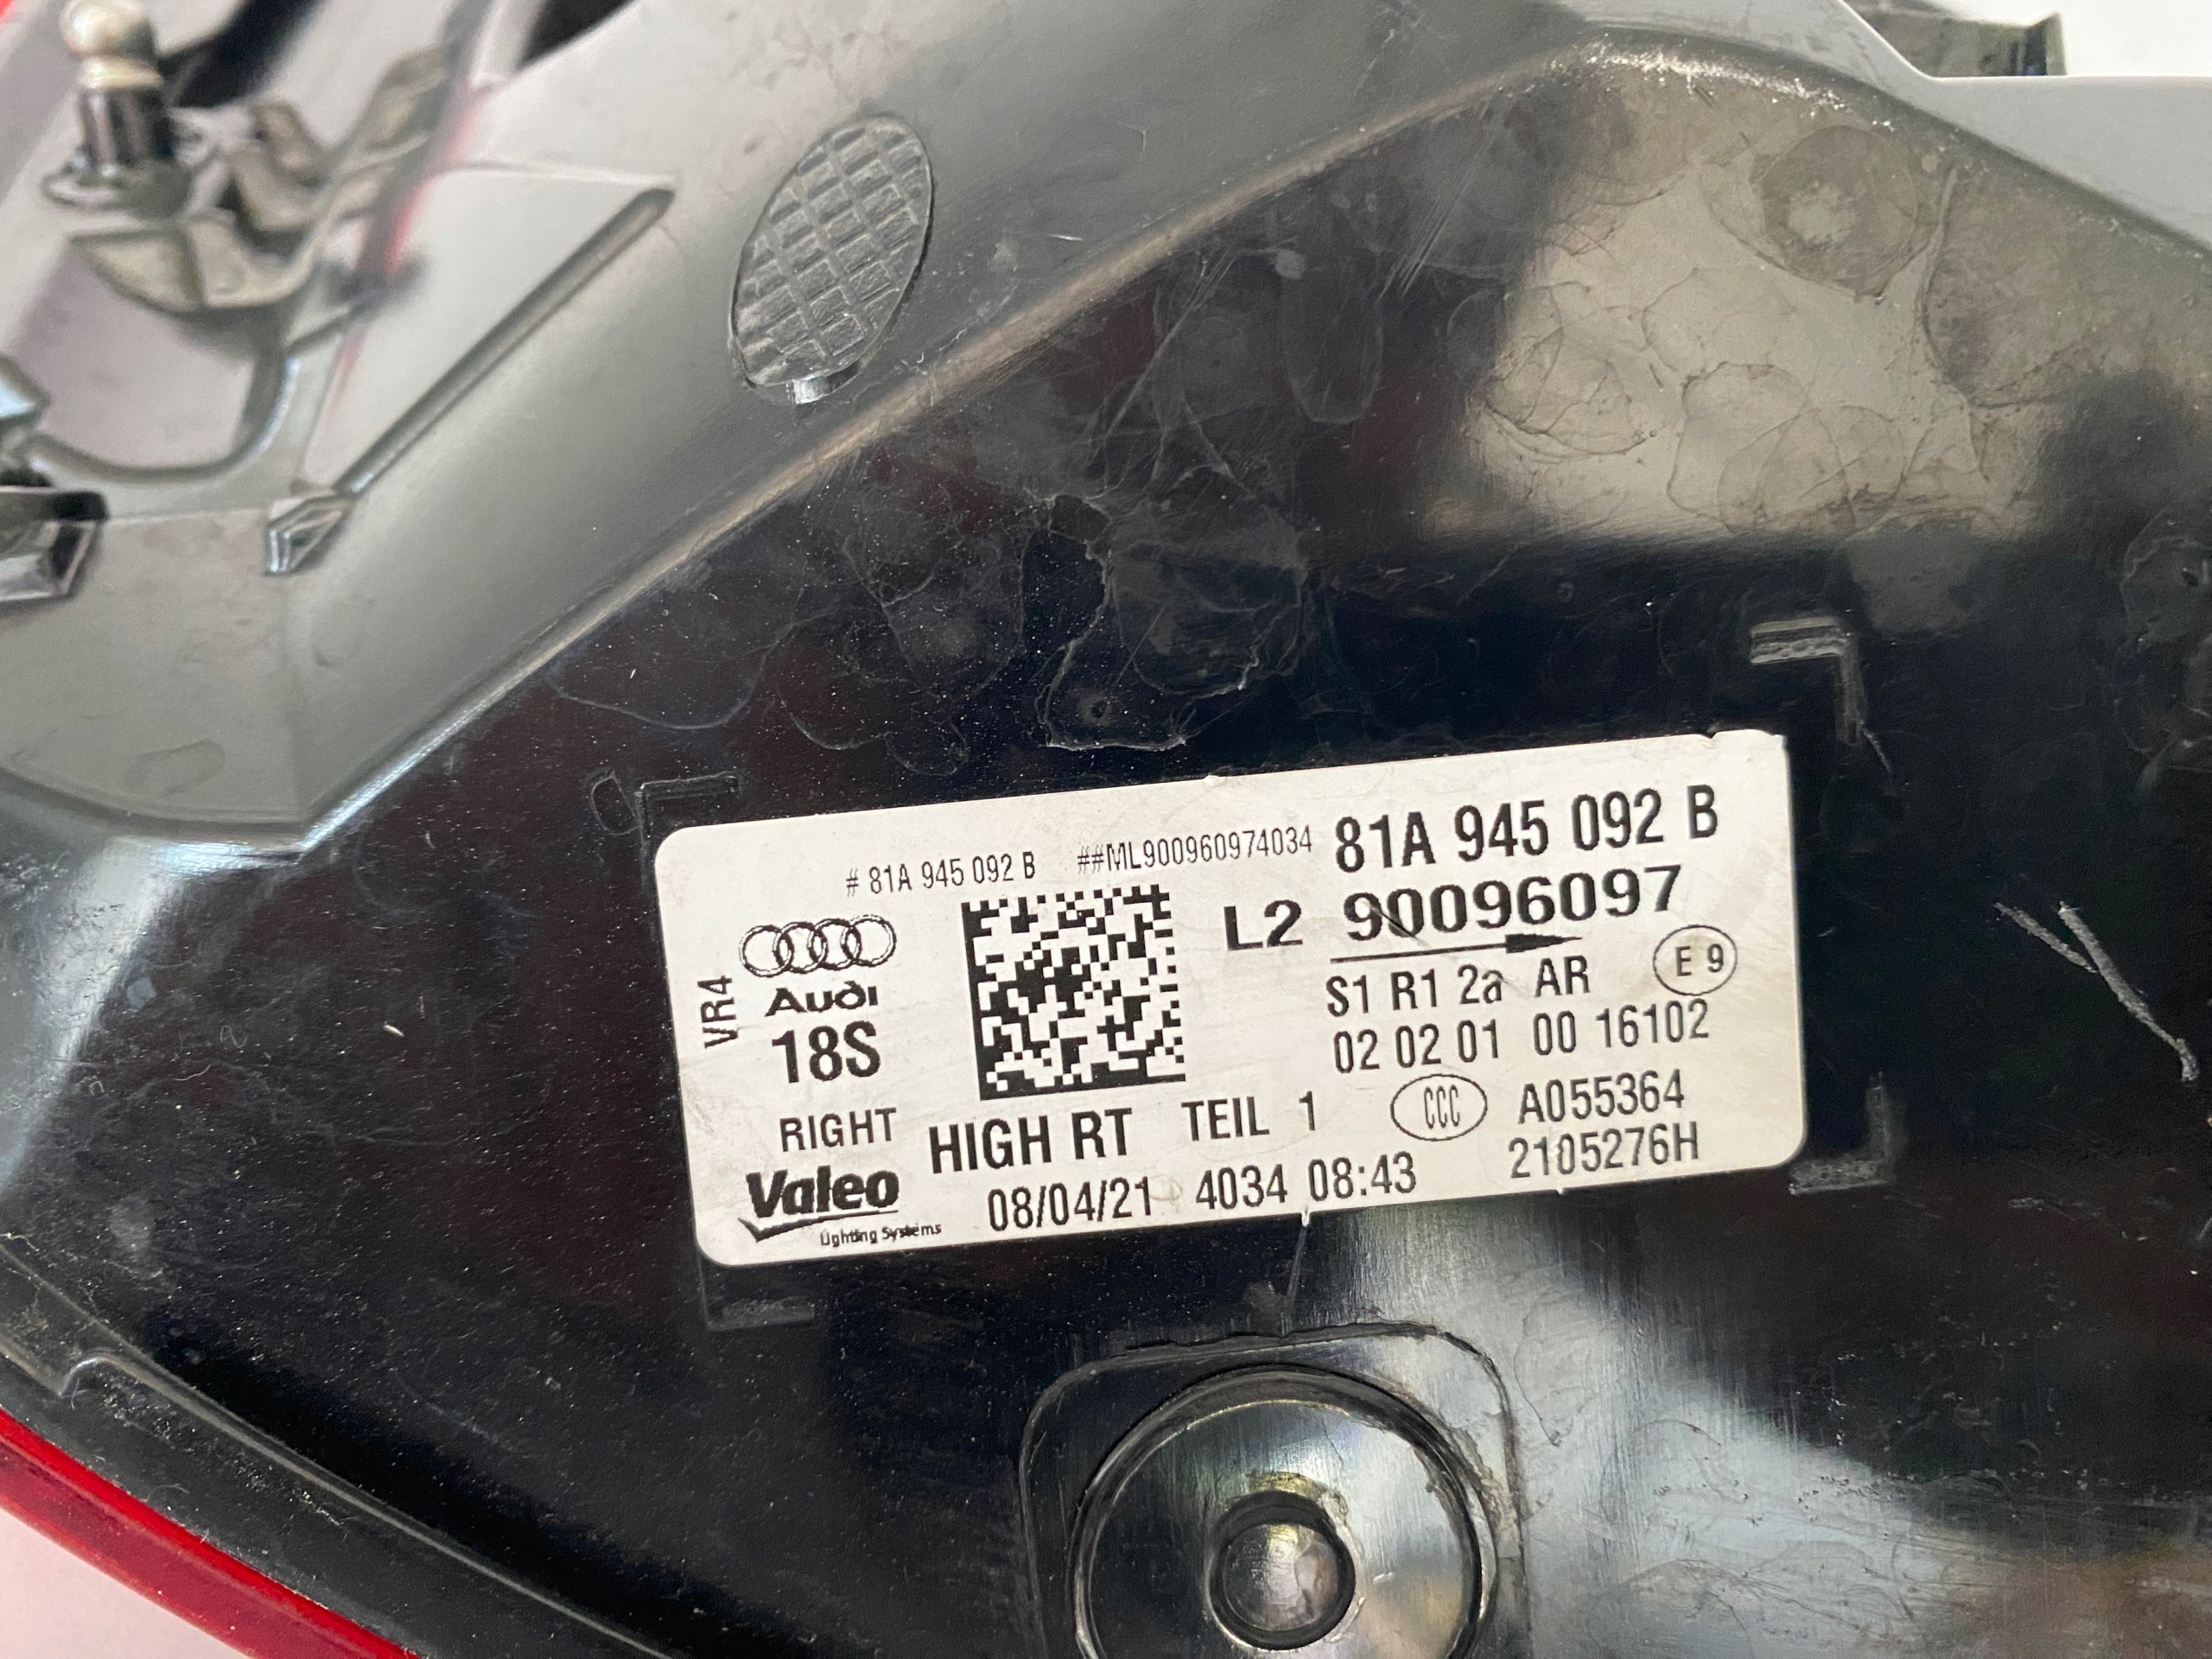 # 81A 945 092 B ##ML900960974034 81A 945 092 B
L2 90096097
Audi
VR4
18S
S1 R1 2a AR E 9
02 02 01 00 16102
RIGHT HIGH RT TEIL 1 CCC A055364
Valeo
Lighting Systems
08/04/21 4034 08:43 2105276H